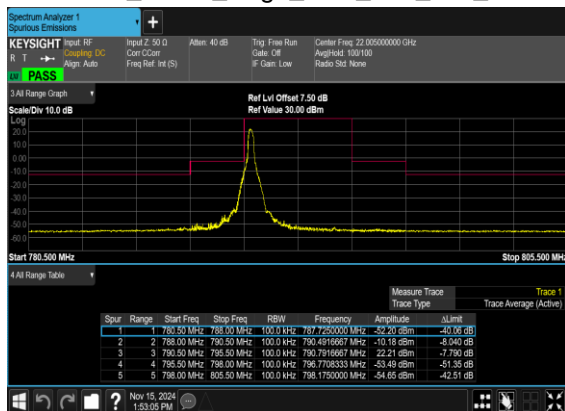 Spectrum Analyzer 1
Spurious Emissions
KEYSIGHT Input: RF
R T Coupling: DC
Align: Auto
Input Z: 50 Ω
Corr CCorr
Freq Ref: Int (S)
Atten: 40 dB
Trig: Free Run
Gate: Off
IF Gain: Low
Center Freq: 22.005000000 GHz
Avg|Hold: 100/100
Radio Std: None
PASS
3 All Range Graph
Scale/Div 10.0 dB
Ref Lvl Offset 7.50 dB
Ref Value 30.00 dBm
Log
20.0
10.0
0.00
-10.0
-20.0
-30.0
-40.0
-50.0
-60.0
Start 780.500 MHz
Stop 805.500 MHz
4 All Range Table
Measure Trace Trace 1
Trace Type Trace Average (Active)
Spur Range Start Freq Stop Freq RBW Frequency Amplitude ΔLimit
1 1 780.50 MHz 788.00 MHz 100.0 kHz 787.7250000 MHz -52.20 dBm -40.06 dB
2 2 788.00 MHz 790.50 MHz 100.0 kHz 790.4916667 MHz -10.18 dBm -8.040 dB
3 3 790.50 MHz 795.50 MHz 100.0 kHz 790.7916667 MHz 22.21 dBm -7.790 dB
4 4 795.50 MHz 798.00 MHz 100.0 kHz 796.7708333 MHz -53.49 dBm -51.35 dB
5 5 798.00 MHz 805.50 MHz 100.0 kHz 798.1750000 MHz -54.65 dBm -42.51 dB
Nov 15, 2024
1:53:05 PM